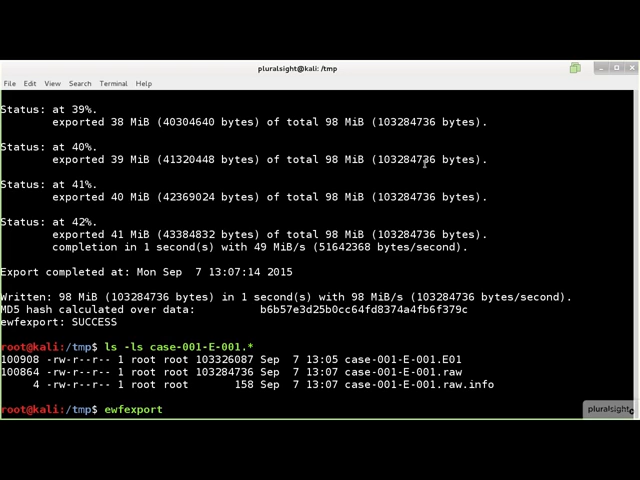 pluralsight@kali: /tmp
File Edit View Search Terminal Help
Status: at 39%.
exported 38 MiB (40304640 bytes) of total 98 MiB (103284736 bytes).
Status: at 40%.
exported 39 MiB (41320448 bytes) of total 98 MiB (103284736 bytes).
Status: at 41%.
exported 40 MiB (42369024 bytes) of total 98 MiB (103284736 bytes).
Status: at 42%.
exported 41 MiB (43384832 bytes) of total 98 MiB (103284736 bytes).
completion in 1 second(s) with 49 MiB/s (51642368 bytes/second).
Export completed at: Mon Sep  7 13:07:14 2015
Written: 98 MiB (103284736 bytes) in 1 second(s) with 98 MiB/s (103284736 bytes/second).
MD5 hash calculated over data: b6b57e3d25b0cc64fd8374a4fb6f379c
ewfexport: SUCCESS
root@kali:/tmp$ ls -ls case-001-E-001.*
100908 -rw-r--r-- 1 root root 103326087 Sep  7 13:05 case-001-E-001.E01
100864 -rw-r--r-- 1 root root 103284736 Sep  7 13:07 case-001-E-001.raw
4 -rw-r--r-- 1 root root 158 Sep  7 13:07 case-001-E-001.raw.info
root@kali:/tmp$ ewfexport
pluralsight